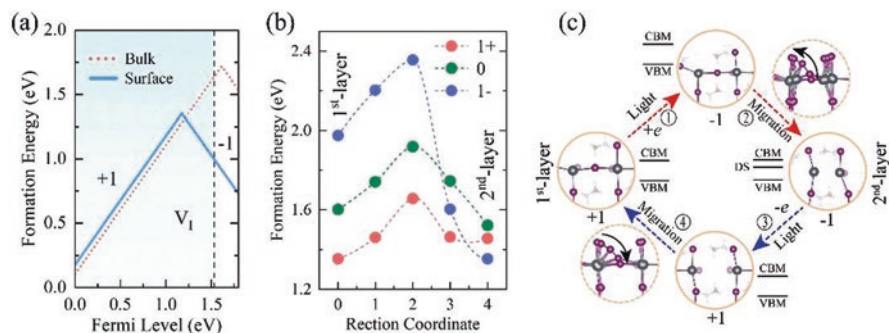 (a)
2.0
1.5
1.0
0.5
0.0
Formation Energy (eV)
Bulk
Surface
+1
-1
V_I
0.0 0.5 1.0 1.5
Fermi Level (eV)
(b)
2.4
2.0
1.6
1.2
Formation Energy (eV)
1st-layer
1+
0
1-
2nd-layer
0 1 2 3 4
Rection Coordinate
(c)
CBM
VBM
-1
Light
+e ①
② Migration
1st-layer
+1
CBM
VBM
CBM
DS
VBM
-1
2nd-layer
Migration
④
-e
③
Light
+1
CBM
VBM